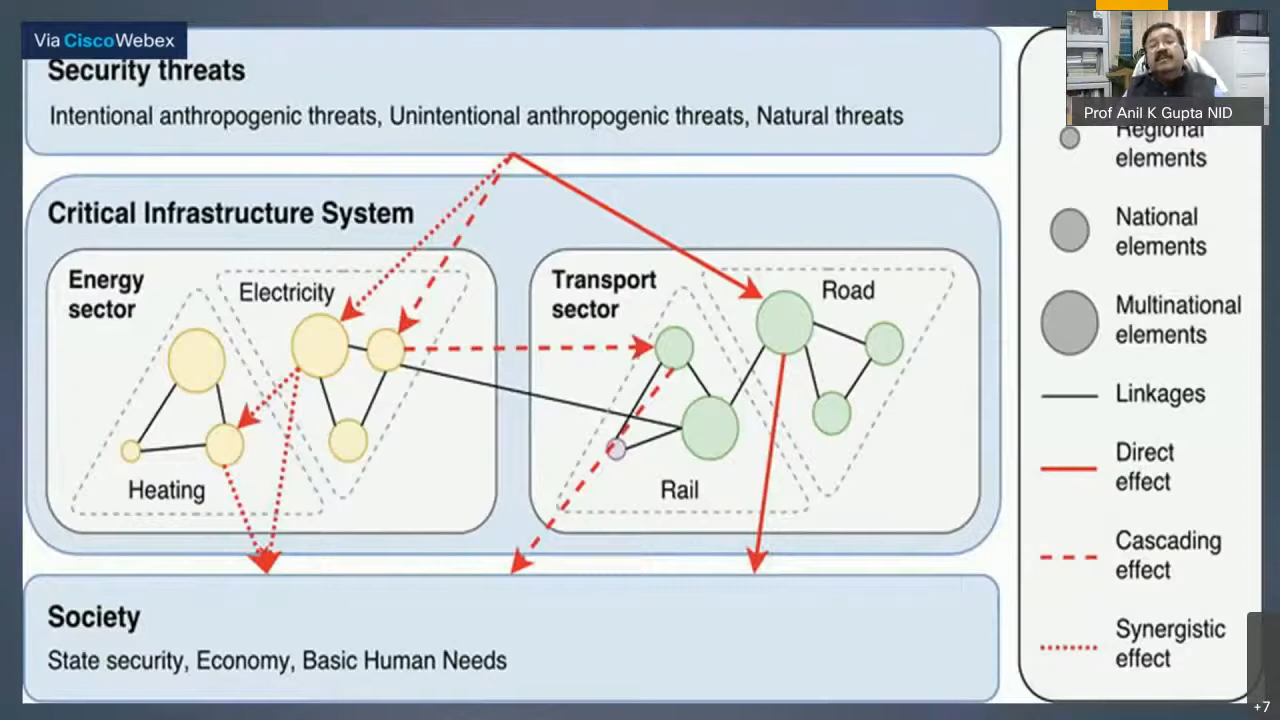 Via CiscoWebex
Security threats
Intentional anthropogenic threats, Unintentional anthropogenic threats, Natural threats
Critical Infrastructure System
Energy
sector
Electricity
Heating
Transport
sector
Road
Rail
Society
State security, Economy, Basic Human Needs
Prof Anil K Gupta NID
Regional
elements
National
elements
Multinational
elements
Linkages
Direct
effect
Cascading
effect
Synergistic
effect
+7